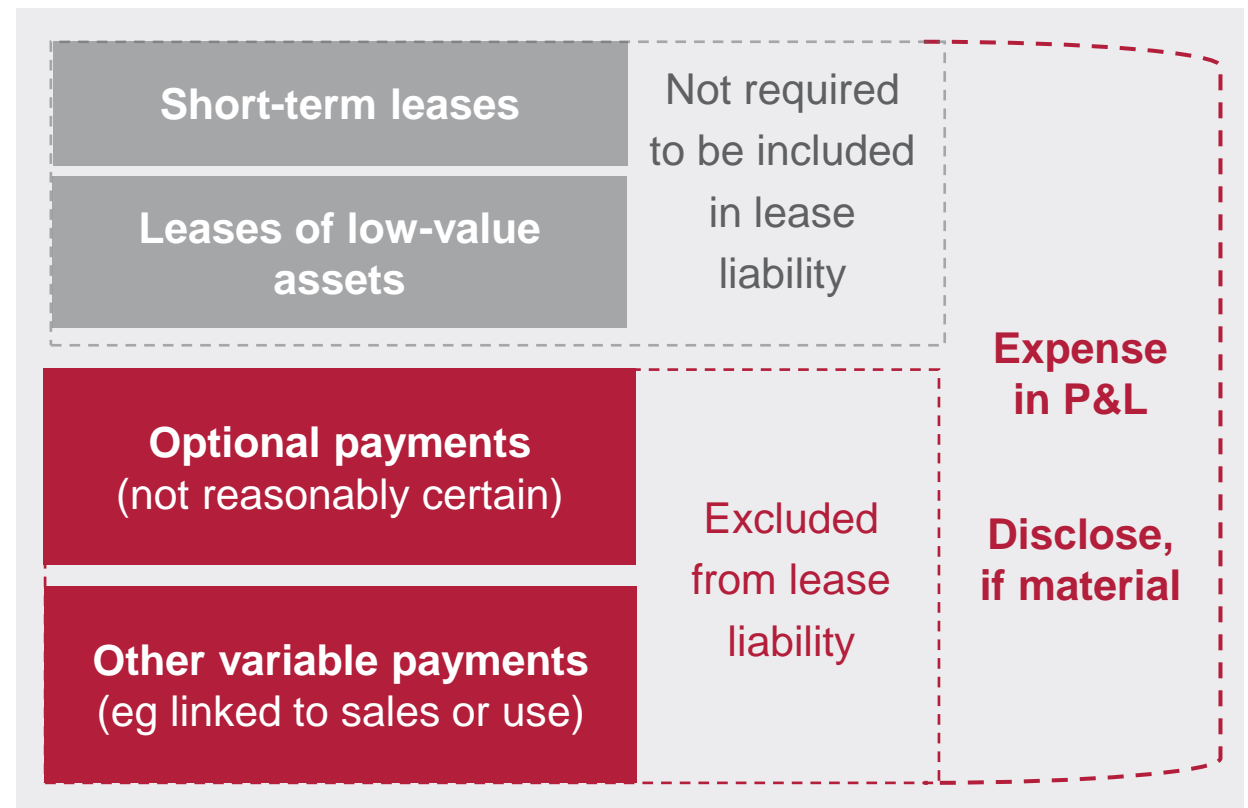 Short-term leases
Leases of low-value
assets
Not required
to be included
in lease
liability
Optional payments
(not reasonably certain)
Other variable payments
(eg linked to sales or use)
Excluded
from lease
liability
Expense
in P&L
Disclose,
if material